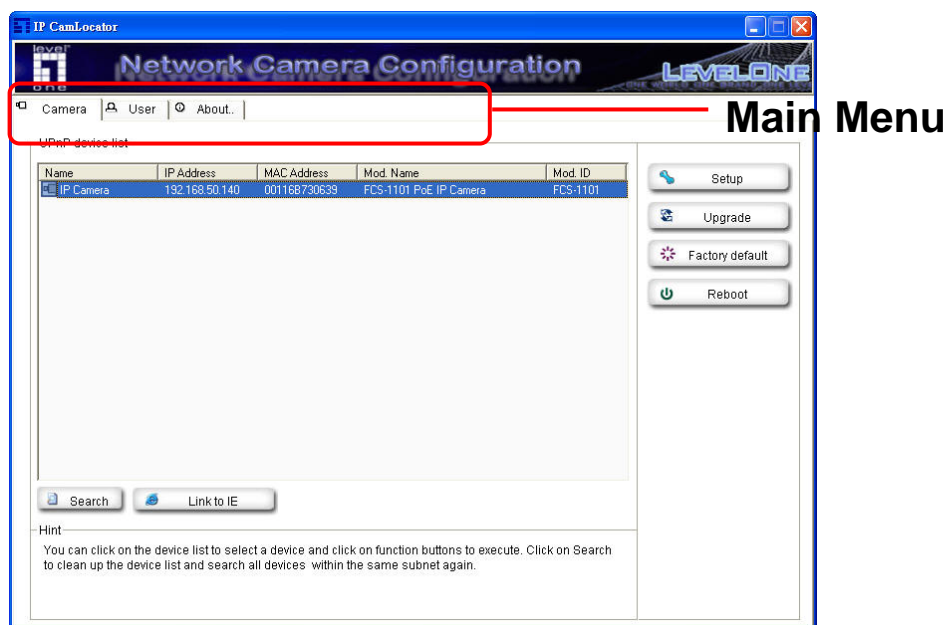 IP CamLocator
level
one
Network Camera Configuration
LEVELONE
Camera User About..
Main Menu
UPnP device list
Name IP Address MAC Address Mod. Name Mod. ID
IP Camera 192.168.50.140 00116B730639 FCS-1101 PoE IP Camera FCS-1101
Setup
Upgrade
Factory default
Reboot
Search Link to IE
Hint
You can click on the device list to select a device and click on function buttons to execute. Click on Search
to clean up the device list and search all devices within the same subnet again.